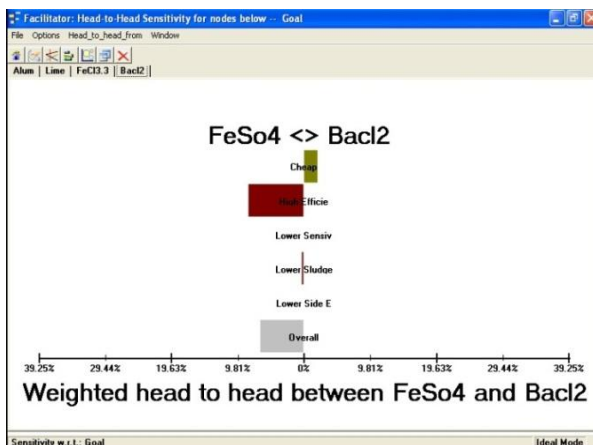 Facilitator: Head-to-Head Sensitivity for nodes below -- Goal
File Options Head_to_head_from Window
Alum | Lime | FeCl3.3 | Bacl2 |
FeSo4 <> Bacl2
Cheap
High Efficie
Lower Sensiv
Lower Sludge
Lower Side E
Overall
39.25% 29.44% 19.63% 9.81% 0% 9.81% 19.63% 29.44% 39.25%
Weighted head to head between FeSo4 and Bacl2
Sensitivity w.r.t.: Goal Ideal Mode